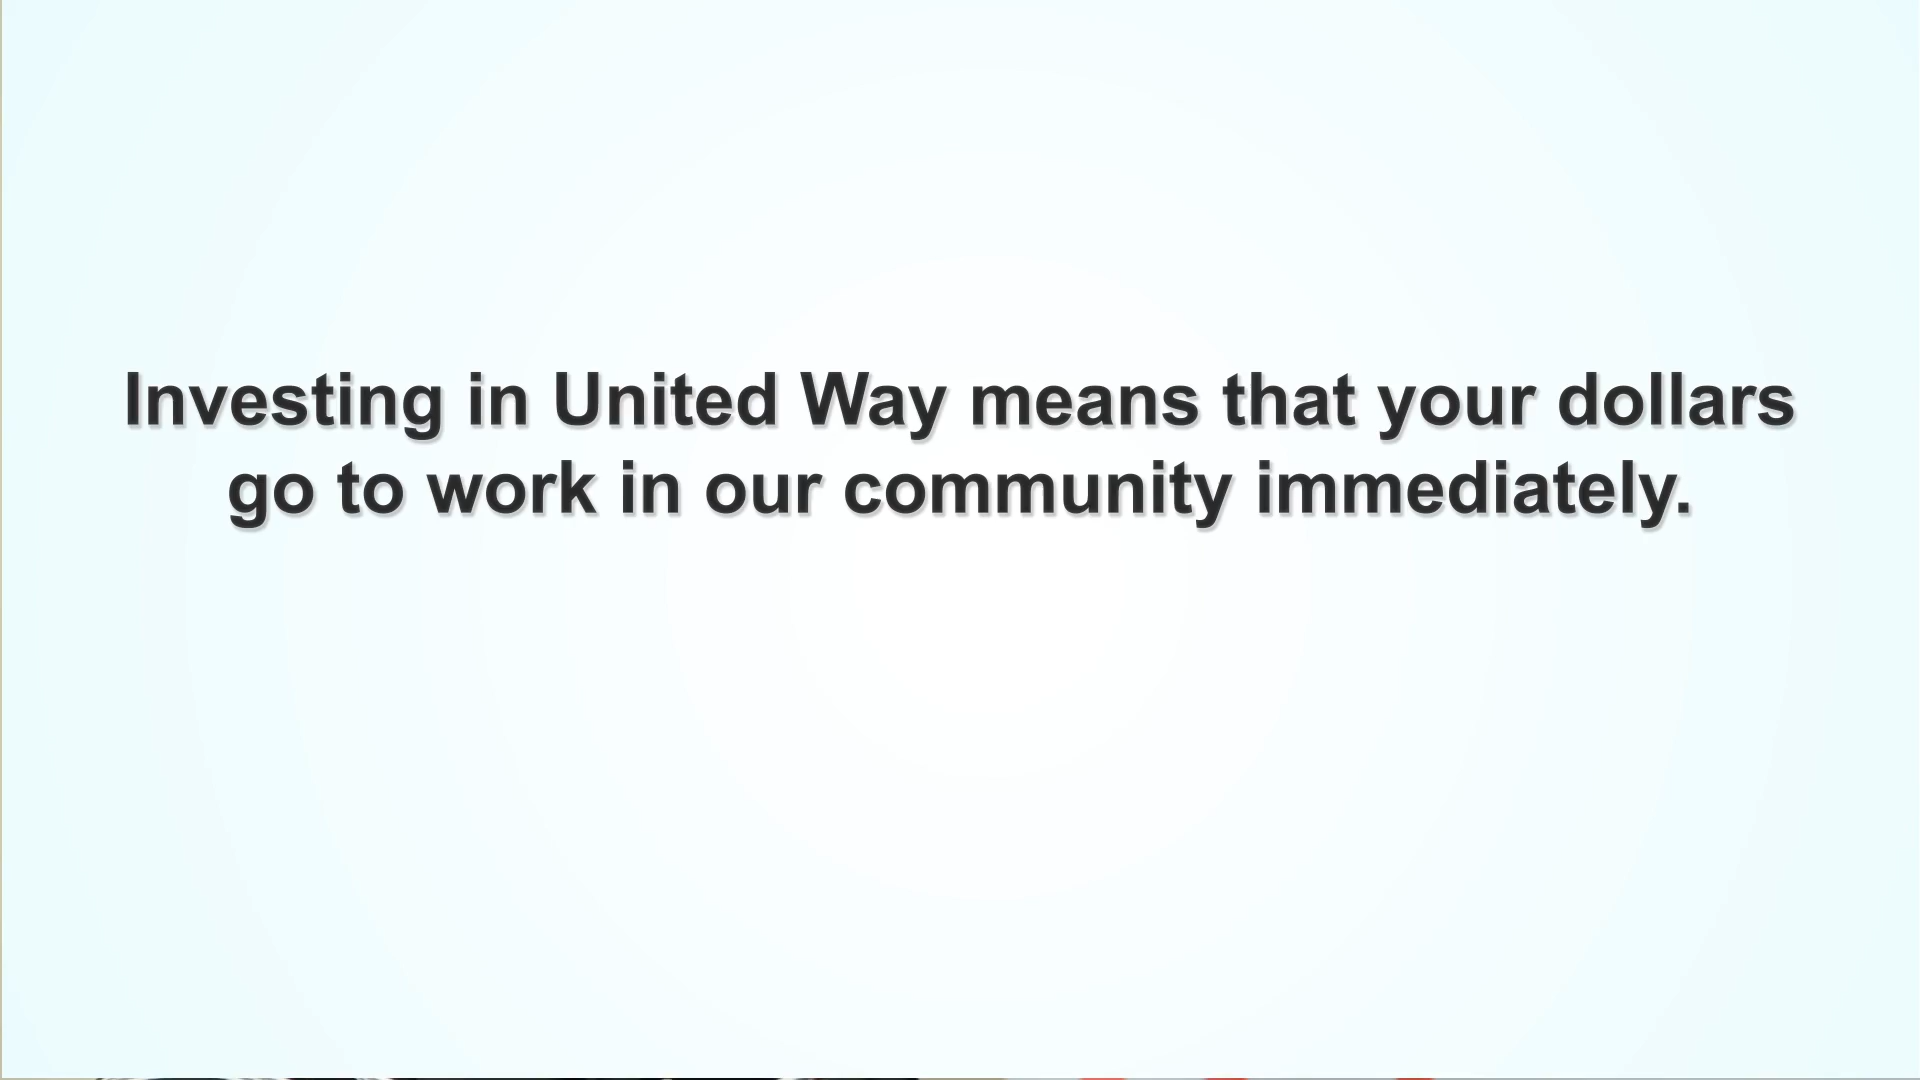 Investing in United Way means that your dollars
go to work in our community immediately.